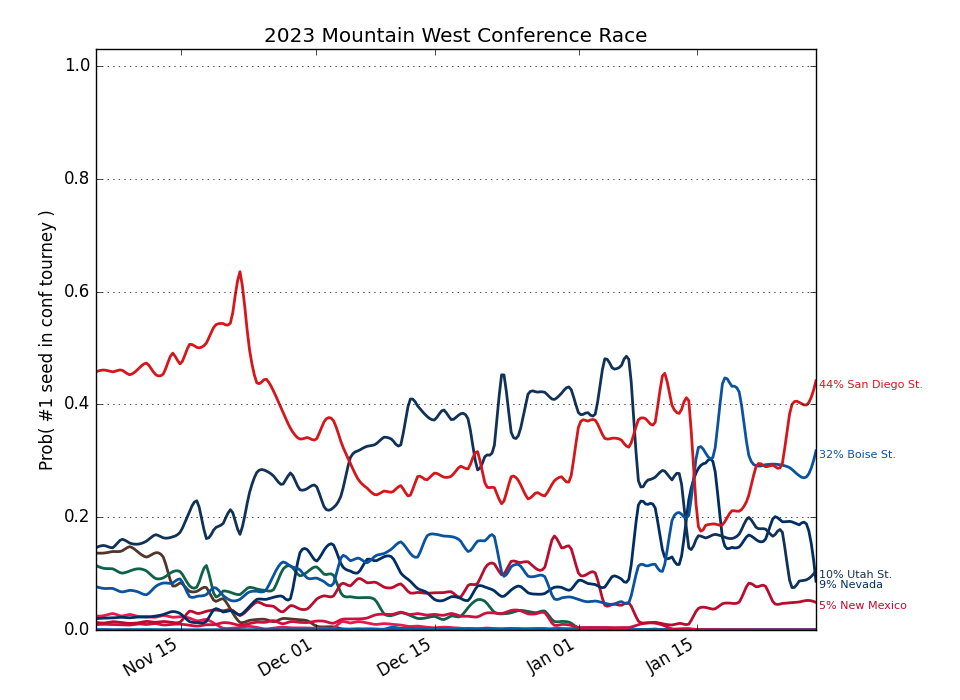 2023 Mountain West Conference Race
Prob( #1 seed in conf tourney )
1.0
0.8
0.6
0.4
0.2
0.0
Nov 15
Dec 01
Dec 15
Jan 01
Jan 15
44% San Diego St.
32% Boise St.
10% Utah St.
9% Nevada
5% New Mexico